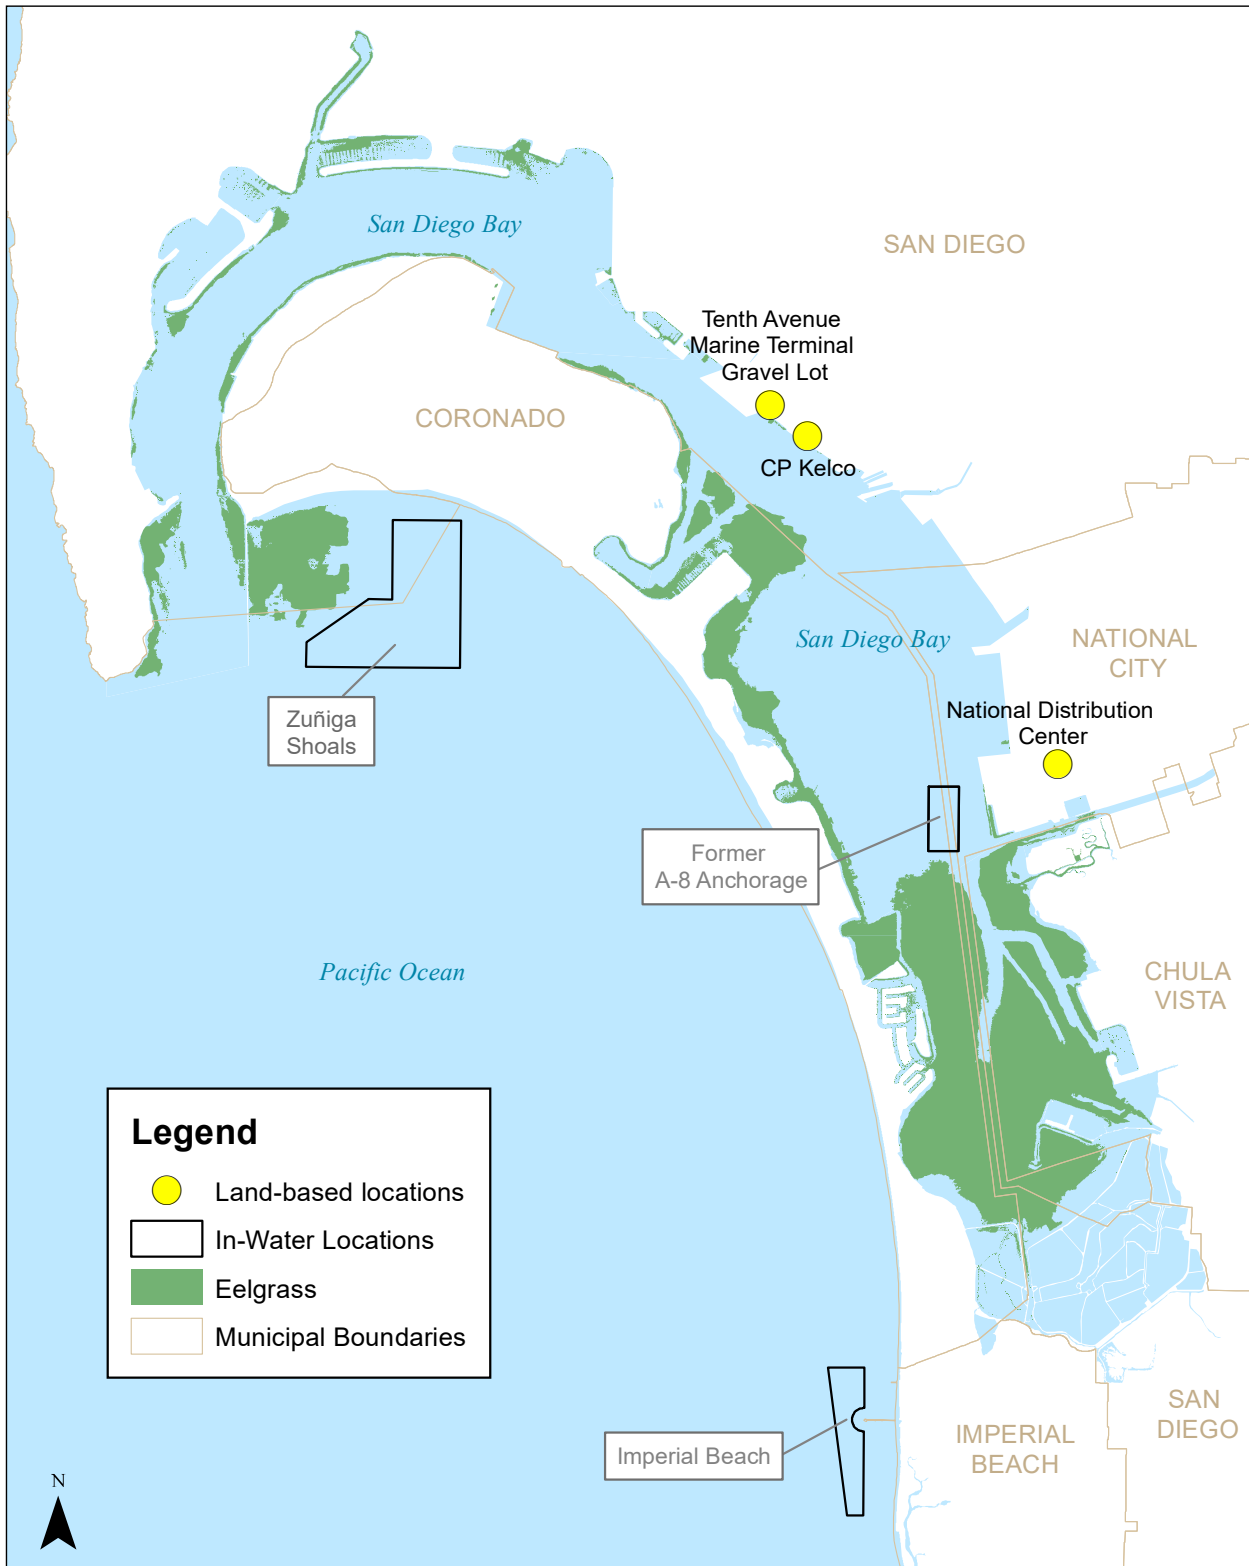 San Diego Bay
SAN DIEGO
Tenth Avenue
Marine Terminal
Gravel Lot
CORONADO
CP Kelco
San Diego Bay
NATIONAL
CITY
National Distribution
Center
Zuñiga
Shoals
Former
A-8 Anchorage
Pacific Ocean
CHULA
VISTA
Legend
Land-based locations
In-Water Locations
Eelgrass
Municipal Boundaries
SAN
DIEGO
IMPERIAL
BEACH
Imperial Beach
N